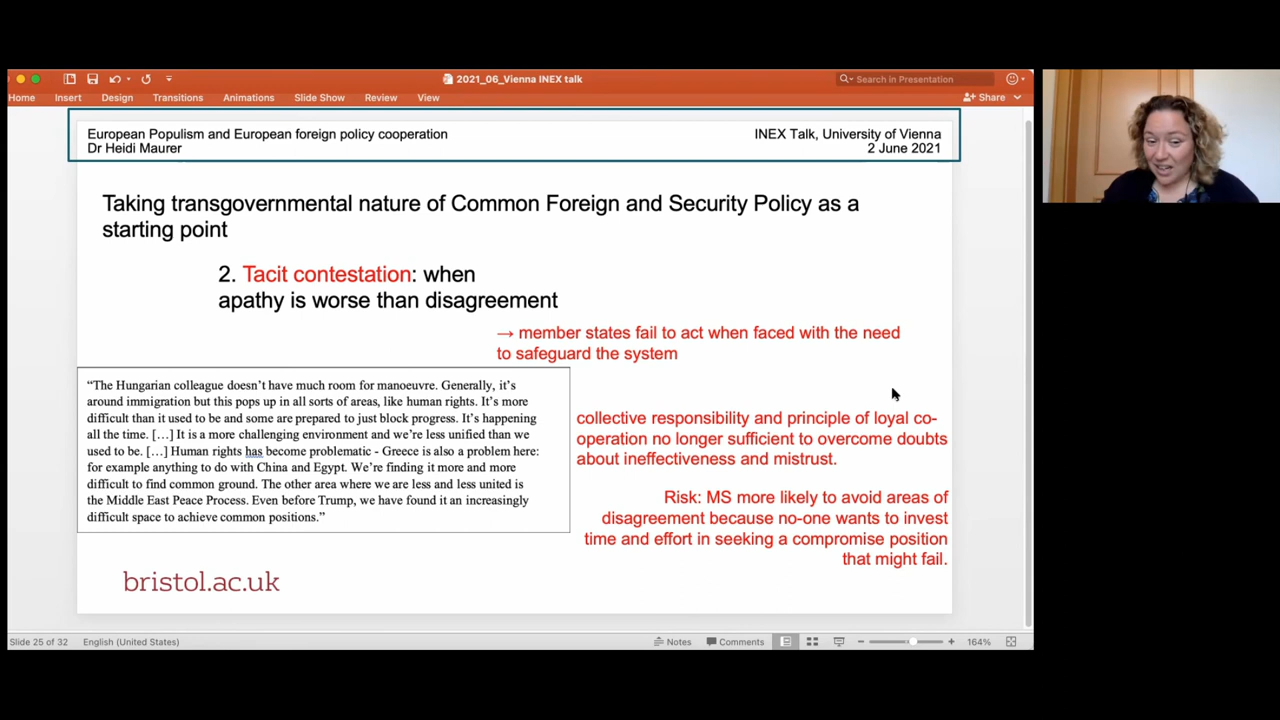 2021_06_Vienna INEX talk
Search in Presentation
Home Insert Design Transitions Animations Slide Show Review View
Share
European Populism and European foreign policy cooperation
Dr Heidi Maurer
INEX Talk, University of Vienna
2 June 2021
Taking transgovernmental nature of Common Foreign and Security Policy as a
starting point
2. Tacit contestation: when
apathy is worse than disagreement
→ member states fail to act when faced with the need
to safeguard the system
“The Hungarian colleague doesn’t have much room for manoeuvre. Generally, it’s
around immigration but this pops up in all sorts of areas, like human rights. It’s more
difficult than it used to be and some are prepared to just block progress. It’s happening
all the time. […] It is a more challenging environment and we’re less unified than we
used to be. […] Human rights has become problematic - Greece is also a problem here:
for example anything to do with China and Egypt. We’re finding it more and more
difficult to find common ground. The other area where we are less and less united is
the Middle East Peace Process. Even before Trump, we have found it an increasingly
difficult space to achieve common positions.”
collective responsibility and principle of loyal co-
operation no longer sufficient to overcome doubts
about ineffectiveness and mistrust.
Risk: MS more likely to avoid areas of
disagreement because no-one wants to invest
time and effort in seeking a compromise position
that might fail.
bristol.ac.uk
Slide 25 of 32 English (United States)
Notes Comments 164%